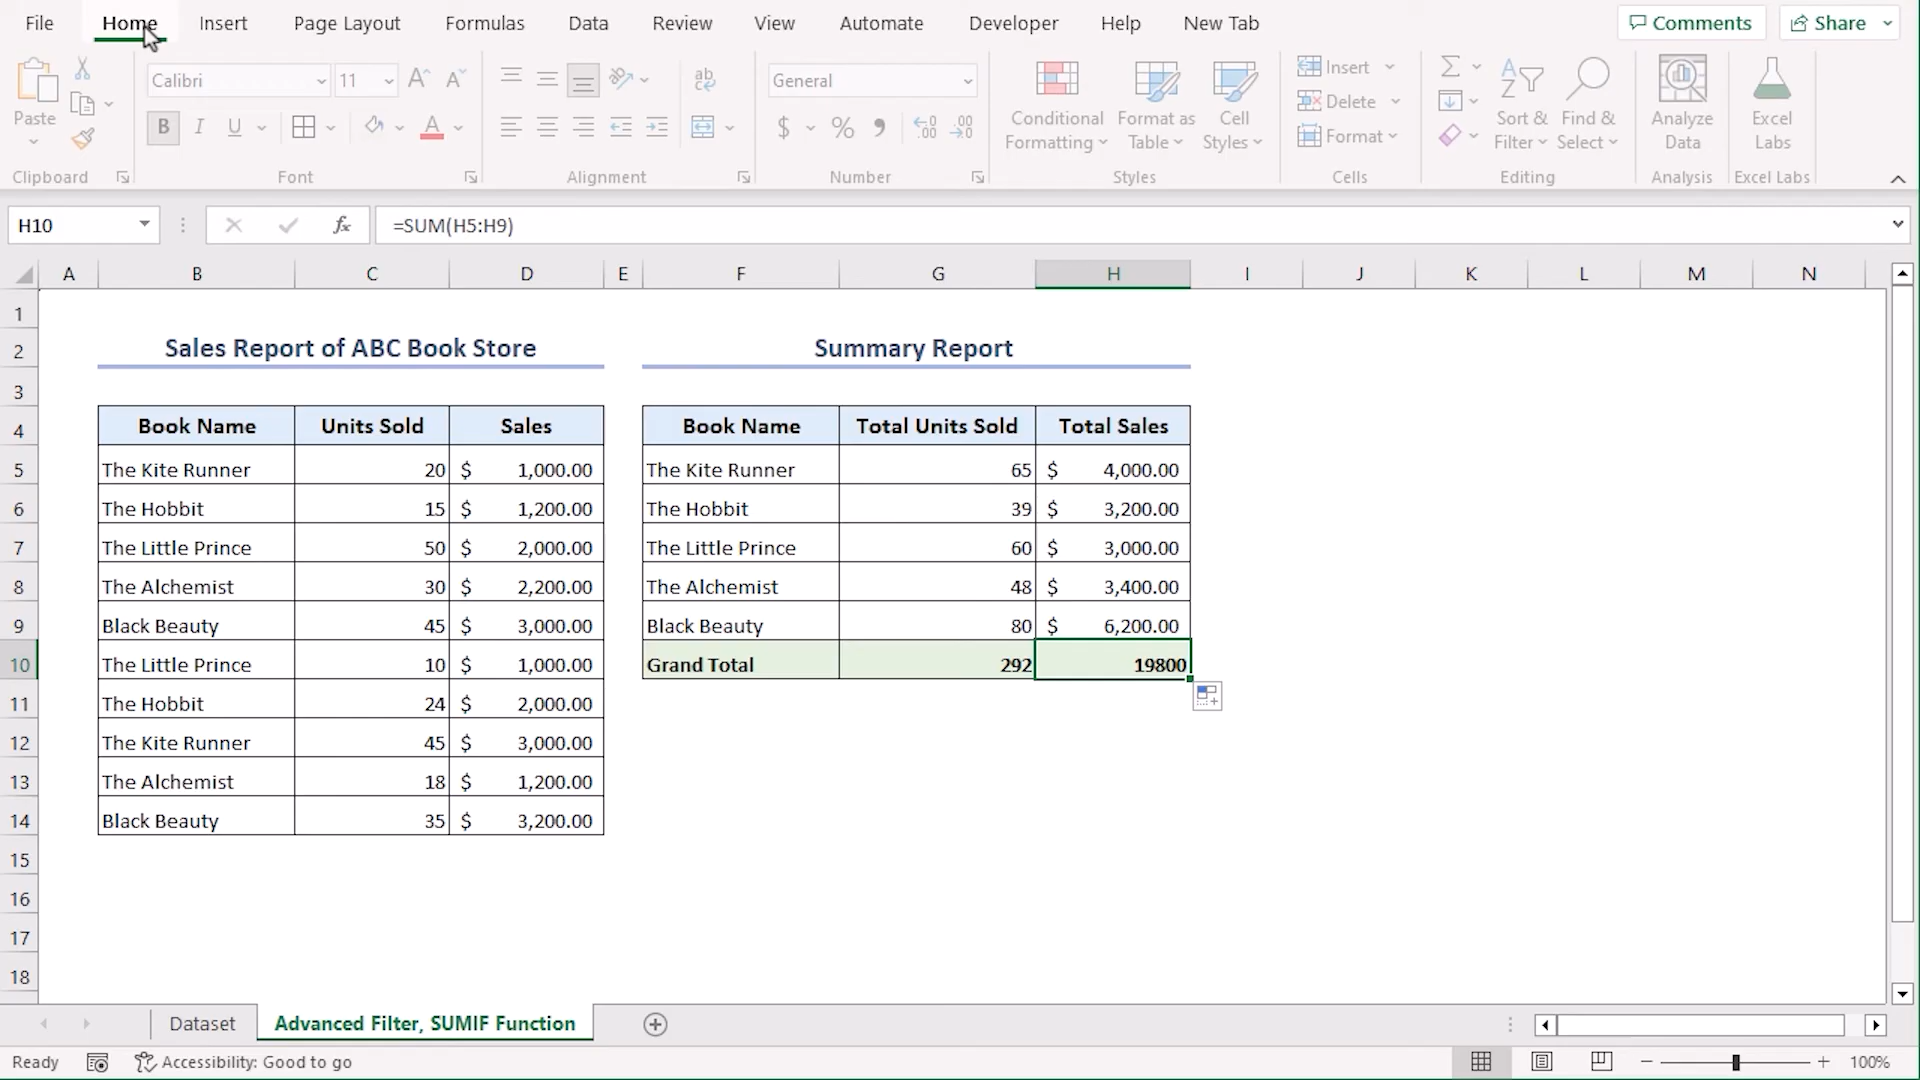 File Home Insert Page Layout Formulas Data Review View Automate Developer Help New Tab Comments Share
Calibri 11 A A ab General Insert Σ A
Paste Conditional Format as Cell Delete Sort & Find & Analyze Excel
B I U A $ % Formatting Table Styles Format Z Filter Select Data Labs
Clipboard Font Alignment Number Styles Cells Editing Analysis Excel Labs
H10 fx =SUM(H5:H9)
A B C D E F G H I J K L M N
1
2 Sales Report of ABC Book Store Summary Report
3
4 Book Name Units Sold Sales Book Name Total Units Sold Total Sales
5 The Kite Runner 20 $ 1,000.00 The Kite Runner 65 $ 4,000.00
6 The Hobbit 15 $ 1,200.00 The Hobbit 39 $ 3,200.00
7 The Little Prince 50 $ 2,000.00 The Little Prince 60 $ 3,000.00
8 The Alchemist 30 $ 2,200.00 The Alchemist 48 $ 3,400.00
9 Black Beauty 45 $ 3,000.00 Black Beauty 80 $ 6,200.00
10 The Little Prince 10 $ 1,000.00 Grand Total 292 19800
11 The Hobbit 24 $ 2,000.00
12 The Kite Runner 45 $ 3,000.00
13 The Alchemist 18 $ 1,200.00
14 Black Beauty 35 $ 3,200.00
15
16
17
18
Dataset Advanced Filter, SUMIF Function
Ready Accessibility: Good to go 100%